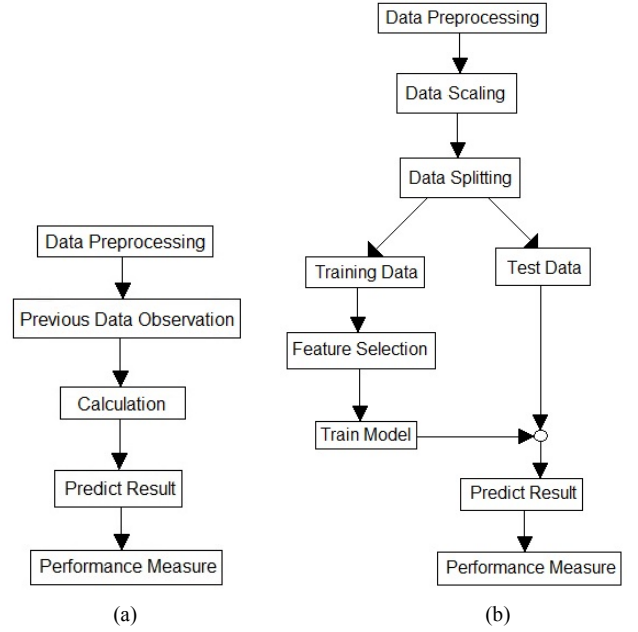 Data Preprocessing
Previous Data Observation
Calculation
Predict Result
Performance Measure
(a)
Data Preprocessing
Data Scaling
Data Splitting
Training Data
Test Data
Feature Selection
Train Model
Predict Result
Performance Measure
(b)